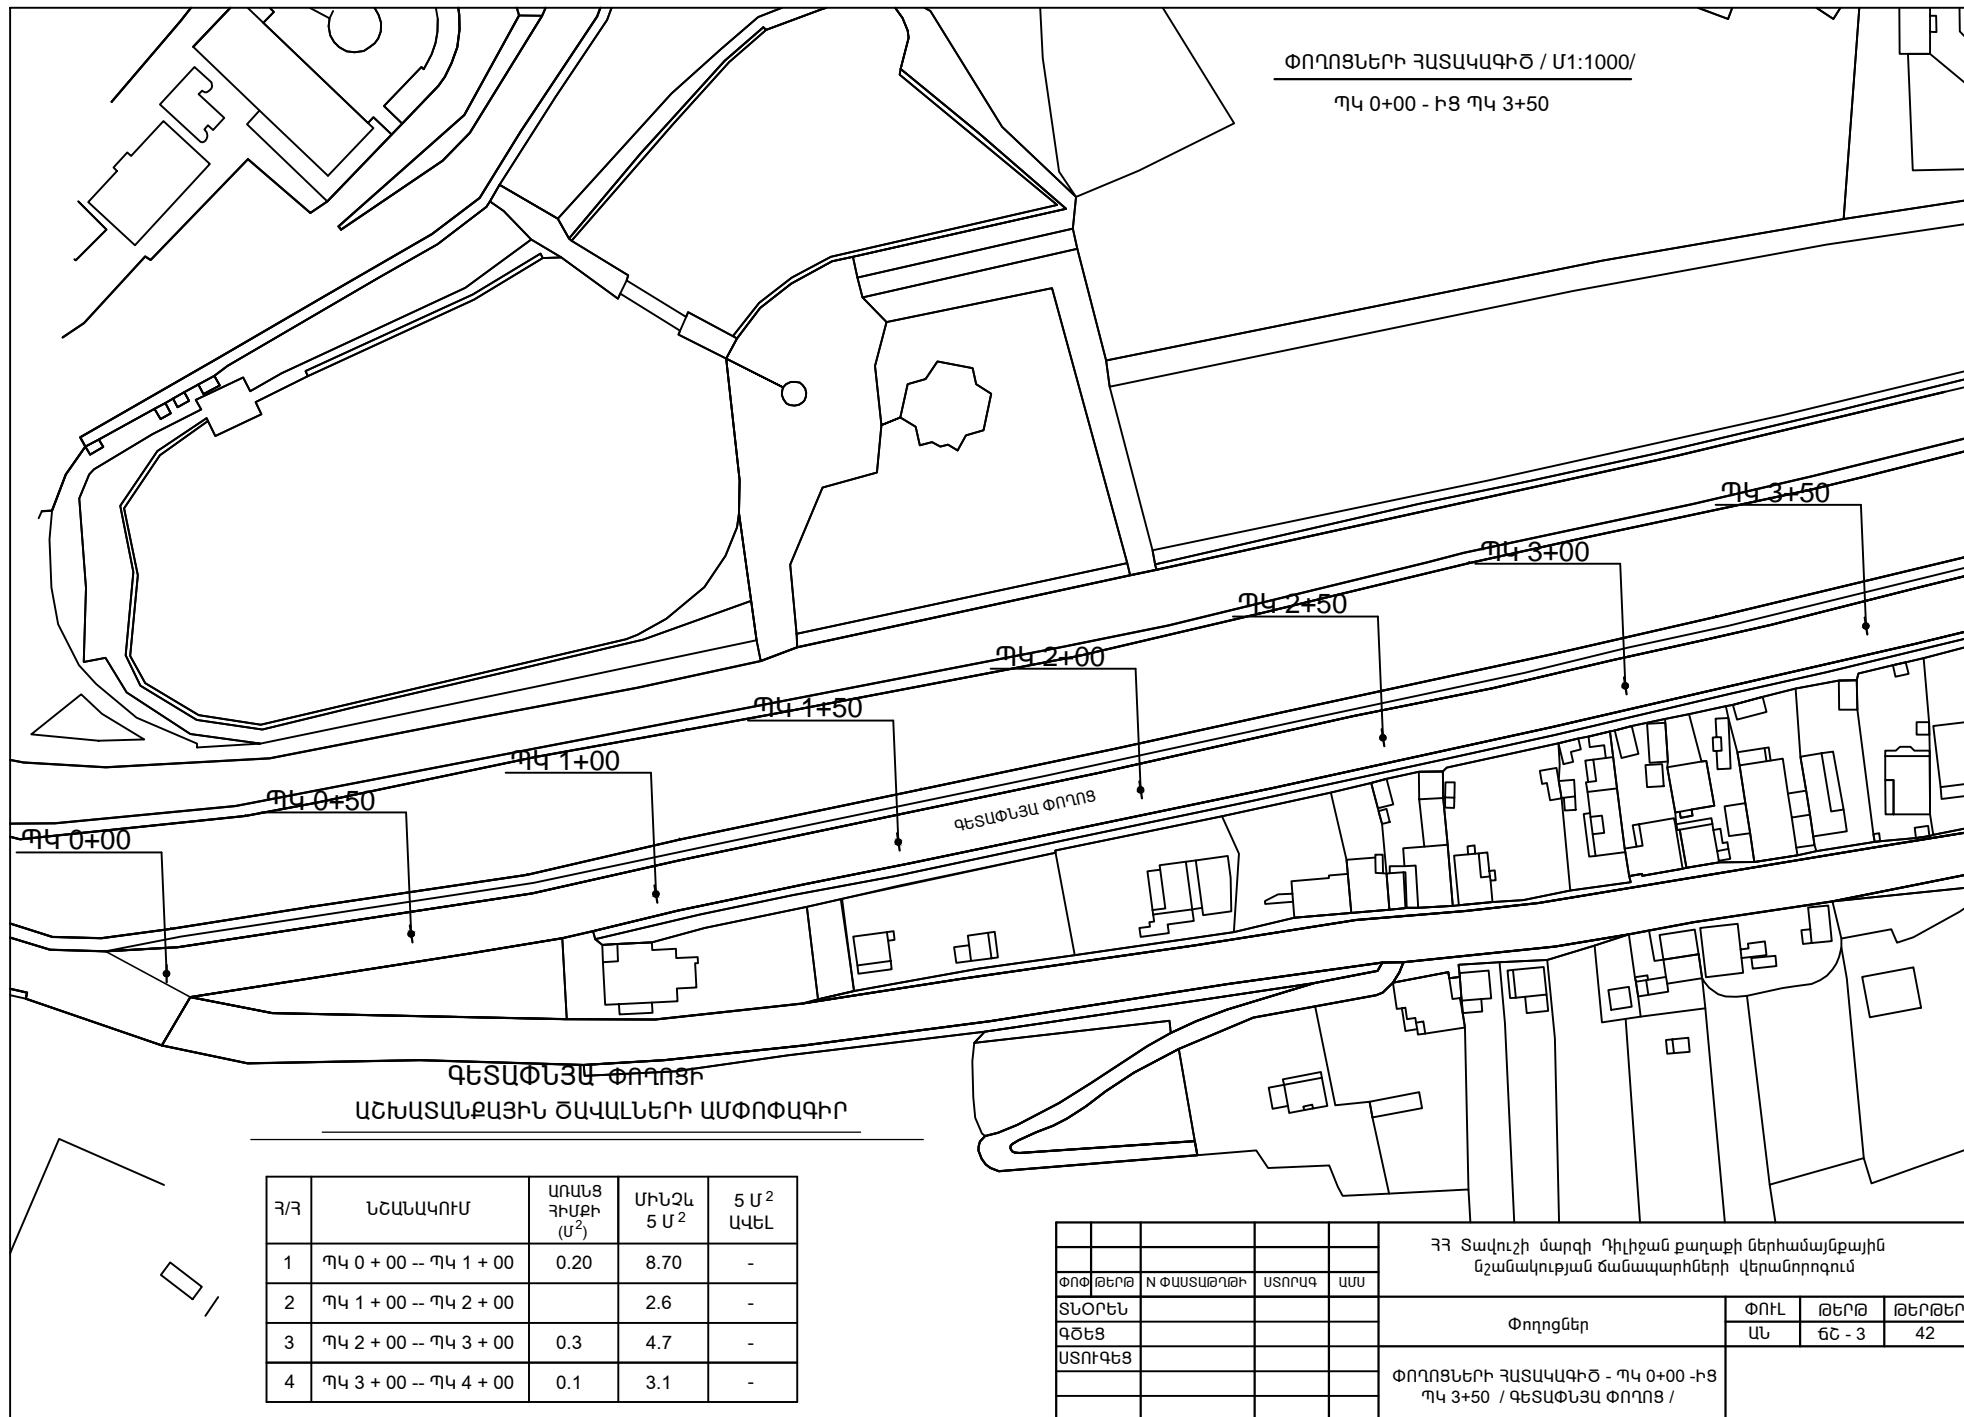 ՓՈՂՈՑՆԵՐԻ ՀԱՏԱԿԱԳԻԾ / Մ1:1000/
ՊԿ 0+00 - ԻՑ ՊԿ 3+50
ՊԿ 3+50
ՊԿ 3+00
ՊԿ 2+50
ՊԿ 2+00
ՊԿ 1+50
ՊԿ 1+00
ՊԿ 0+50
ՊԿ 0+00
ԳԵՏԱՓՆՅԱ ՓՈՂՈՑ
ԳԵՏԱՓՆՅԱ ՓՈՂՈՑԻ
ԱՇԽԱՏԱՆՔԱՅԻՆ ԾԱՎԱԼՆԵՐԻ ԱՄՓՈՓԱԳԻՐ
Հ/Հ ՆՇԱՆԱԿՈՒՄ ԱՌԱՆՑ ՀԻՄՔԻ (Մ²) ՄԻՆՉև 5 Մ² 5 Մ² ԱՎԵԼ
1 ՊԿ 0 + 00 -- ՊԿ 1 + 00 0.20 8.70 -
2 ՊԿ 1 + 00 -- ՊԿ 2 + 00 2.6 -
3 ՊԿ 2 + 00 -- ՊԿ 3 + 00 0.3 4.7 -
4 ՊԿ 3 + 00 -- ՊԿ 4 + 00 0.1 3.1 -
ՀՀ Տավուշի մարզի Դիլիջան քաղաքի ներհամայնքային
նշանակության ճանապարհների վերանորոգում
ՓՈՓ ԹԵՐԹ N ՓԱՍՏԱԹՂԹԻ ՍՏՈՐԱԳ ԱՄՍ
ՏՆՕՐԵՆ
ԳԾԵՑ
ՍՏՈՒԳԵՑ
Փողոցներ
ՓՈՒԼ ԹԵՐԹ ԹԵՐԹԵՐ
ԱՆ ՃՇ - 3 42
ՓՈՂՈՑՆԵՐԻ ՀԱՏԱԿԱԳԻԾ - ՊԿ 0+00 -ԻՑ
ՊԿ 3+50 / ԳԵՏԱՓՆՅԱ ՓՈՂՈՑ /